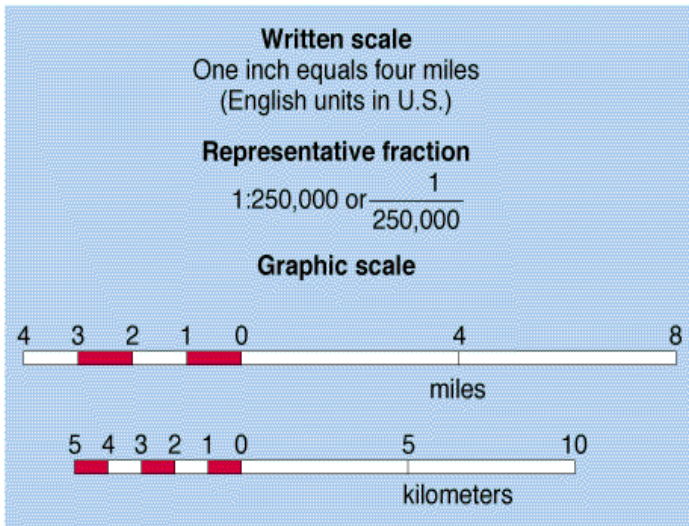 Written scale
One inch equals four miles
(English units in U.S.)
Representative fraction
1:250,000 or 1/250,000
Graphic scale
4 3 2 1 0 4 8
miles
5 4 3 2 1 0 5 10
kilometers